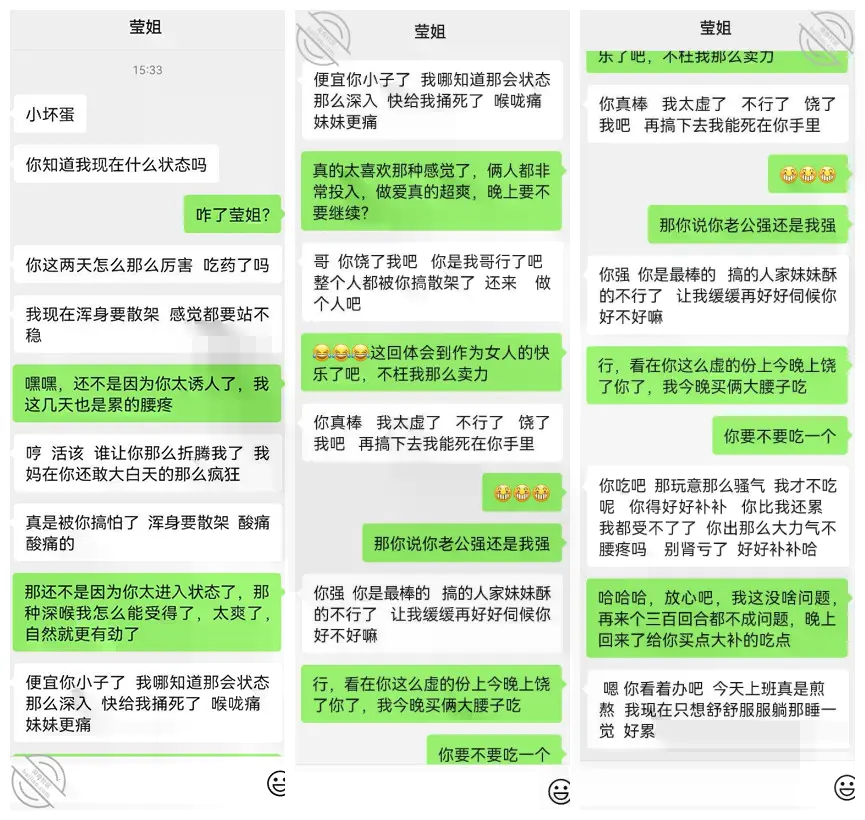 莹姐
15:33
小坏蛋
你知道我现在什么状态吗
咋了莹姐?
你这两天怎么那么厉害 吃药了吗
我现在浑身要散架 感觉都要站不
稳
嘿嘿，还不是因为你太诱人了，我
这几天也是累的腰疼
哼 活该 谁让你那么折腾我了 我
妈在你还敢大白天的那么疯狂
真是被你搞怕了 浑身要散架 酸痛
酸痛的
那还不是因为你太进入状态了，那
种深喉我怎么能受得了，太爽了，
自然就更有劲了
便宜你小子了 我哪知道那会状态
那么深入 快给我捅死了 喉咙痛
妹妹更痛
莹姐
便宜你小子了 我哪知道那会状态
那么深入 快给我捅死了 喉咙痛
妹妹更痛
真的太喜欢那种感觉了，俩人都非
常投入，做爱真的超爽，晚上要不
要继续?
哥 你饶了我吧 你是我哥行了吧
整个人都被你搞散架了 还来 做
个人吧
😂😂😂这回体会到作为女人的快
乐了吧，不枉我那么卖力
你真棒 我太虚了 不行了 饶了
我吧 再搞下去我能死在你手里
😁😁😁
那你说你老公强还是我强
你强 你是最棒的 搞的人家妹妹酥
的不行了 让我缓缓再好好伺候你
好不好嘛
行，看在你这么虚的份上今晚上饶
了你了，我今晚买俩大腰子吃
你要不要吃一个
莹姐
乐了吧，不枉我那么卖力
你真棒 我太虚了 不行了 饶了
我吧 再搞下去我能死在你手里
😁😁😁
那你说你老公强还是我强
你强 你是最棒的 搞的人家妹妹酥
的不行了 让我缓缓再好好伺候你
好不好嘛
行，看在你这么虚的份上今晚上饶
了你了，我今晚买俩大腰子吃
你要不要吃一个
你吃吧 那玩意那么骚气 我才不吃
呢 你得好好补补 你比我还累
我都受不了了 你出那么大力气不
腰疼吗 别肾亏了 好好补补哈
哈哈哈，放心吧，我这没啥问题，
再来个三百回合都不成问题，晚上
回来了给你买点大补的吃点
嗯 你看着办吧 今天上班真是煎
熬 我现在只想舒舒服服躺那睡一
觉 好累